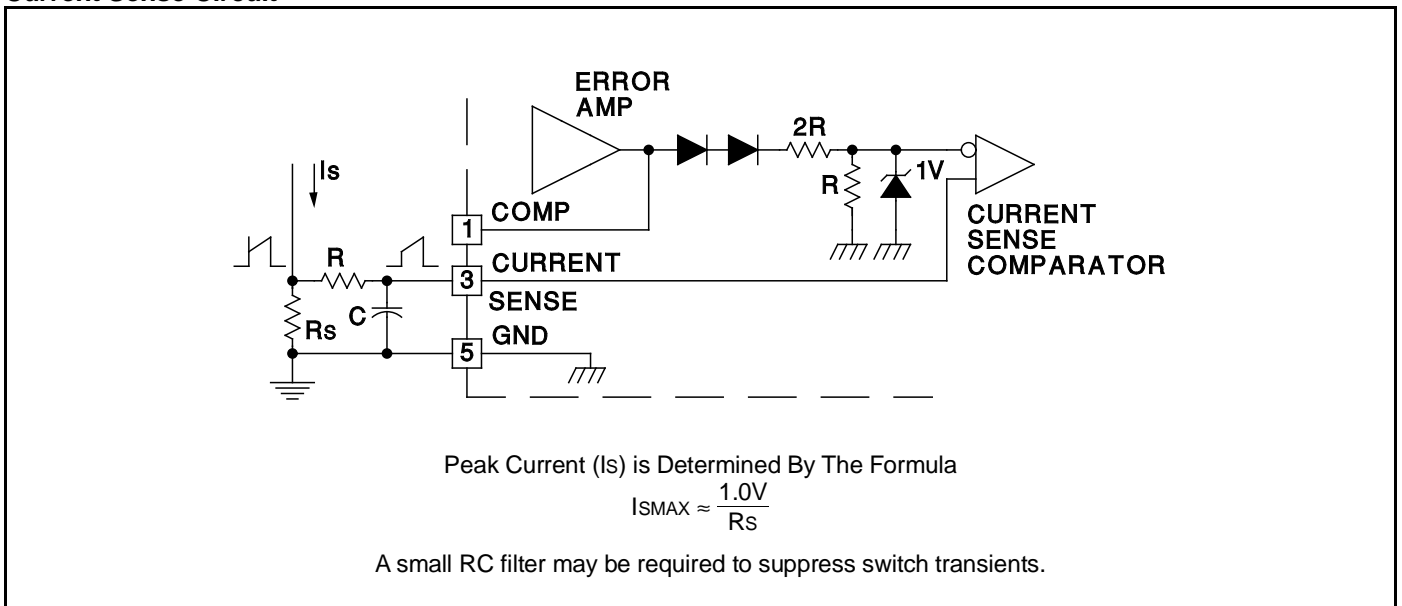 Current Sense Circuit
ERROR
AMP
2R
R
1V
Is
1
COMP
CURRENT
SENSE
COMPARATOR
R
3
CURRENT
SENSE
Rs
C
5
GND
Peak Current (IS) is Determined By The Formula
ISMAX ≈ 1.0V
RS
A small RC filter may be required to suppress switch transients.